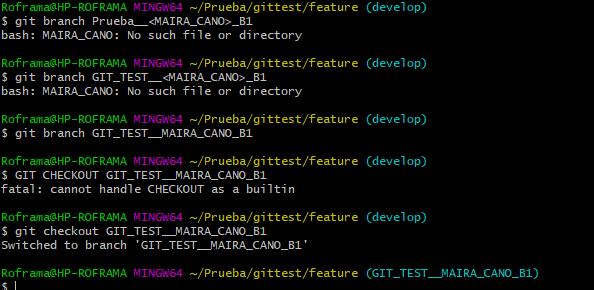 Roframa@HP-ROFRAMA MINGW64 ~/Prueba/gittest/feature (develop)
$ git branch Prueba__<MAIRA_CANO>_B1
bash: MAIRA_CANO: No such file or directory
Roframa@HP-ROFRAMA MINGW64 ~/Prueba/gittest/feature (develop)
$ git branch GIT_TEST__<MAIRA_CANO>_B1
bash: MAIRA_CANO: No such file or directory
Roframa@HP-ROFRAMA MINGW64 ~/Prueba/gittest/feature (develop)
$ git branch GIT_TEST__MAIRA_CANO_B1
Roframa@HP-ROFRAMA MINGW64 ~/Prueba/gittest/feature (develop)
$ GIT CHECKOUT GIT_TEST__MAIRA_CANO_B1
fatal: cannot handle CHECKOUT as a builtin
Roframa@HP-ROFRAMA MINGW64 ~/Prueba/gittest/feature (develop)
$ git checkout GIT_TEST__MAIRA_CANO_B1
Switched to branch 'GIT_TEST__MAIRA_CANO_B1'
Roframa@HP-ROFRAMA MINGW64 ~/Prueba/gittest/feature (GIT_TEST__MAIRA_CANO_B1)
$